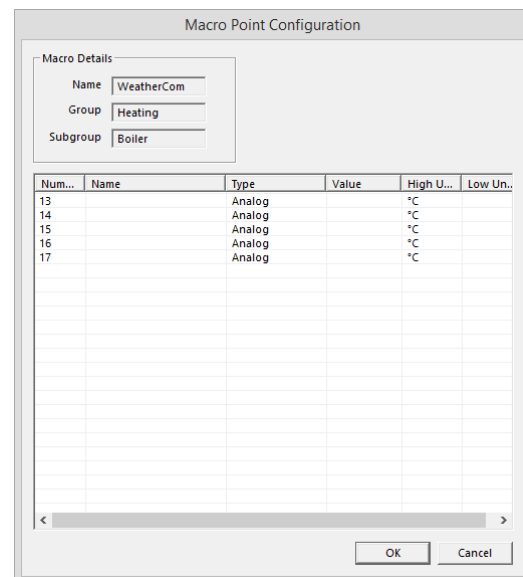 Macro Point Configuration
Macro Details
Name WeatherCom
Group Heating
Subgroup Boiler
Num... Name Type Value High U... Low Un..
13 Analog °C
14 Analog °C
15 Analog °C
16 Analog °C
17 Analog °C
OK Cancel